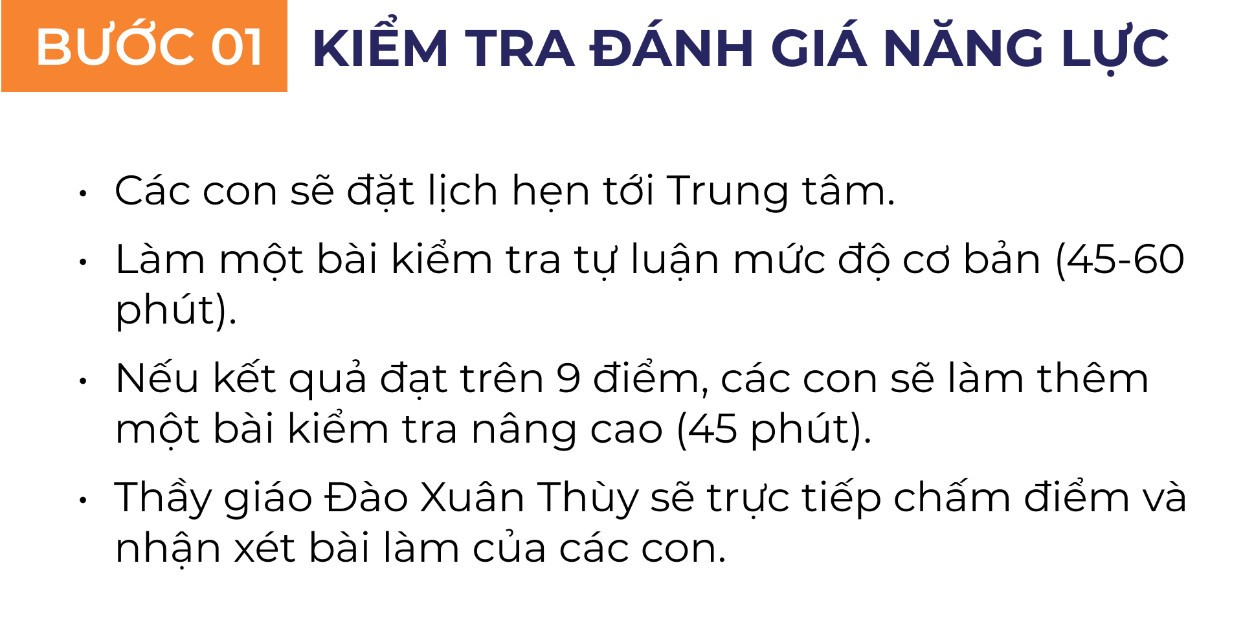 BƯỚC 01 KIỂM TRA ĐÁNH GIÁ NĂNG LỰC
• Các con sẽ đặt lịch hẹn tới Trung tâm.
• Làm một bài kiểm tra tự luận mức độ cơ bản (45-60
phút).
• Nếu kết quả đạt trên 9 điểm, các con sẽ làm thêm
một bài kiểm tra nâng cao (45 phút).
• Thầy giáo Đào Xuân Thùy sẽ trực tiếp chấm điểm và
nhận xét bài làm của các con.